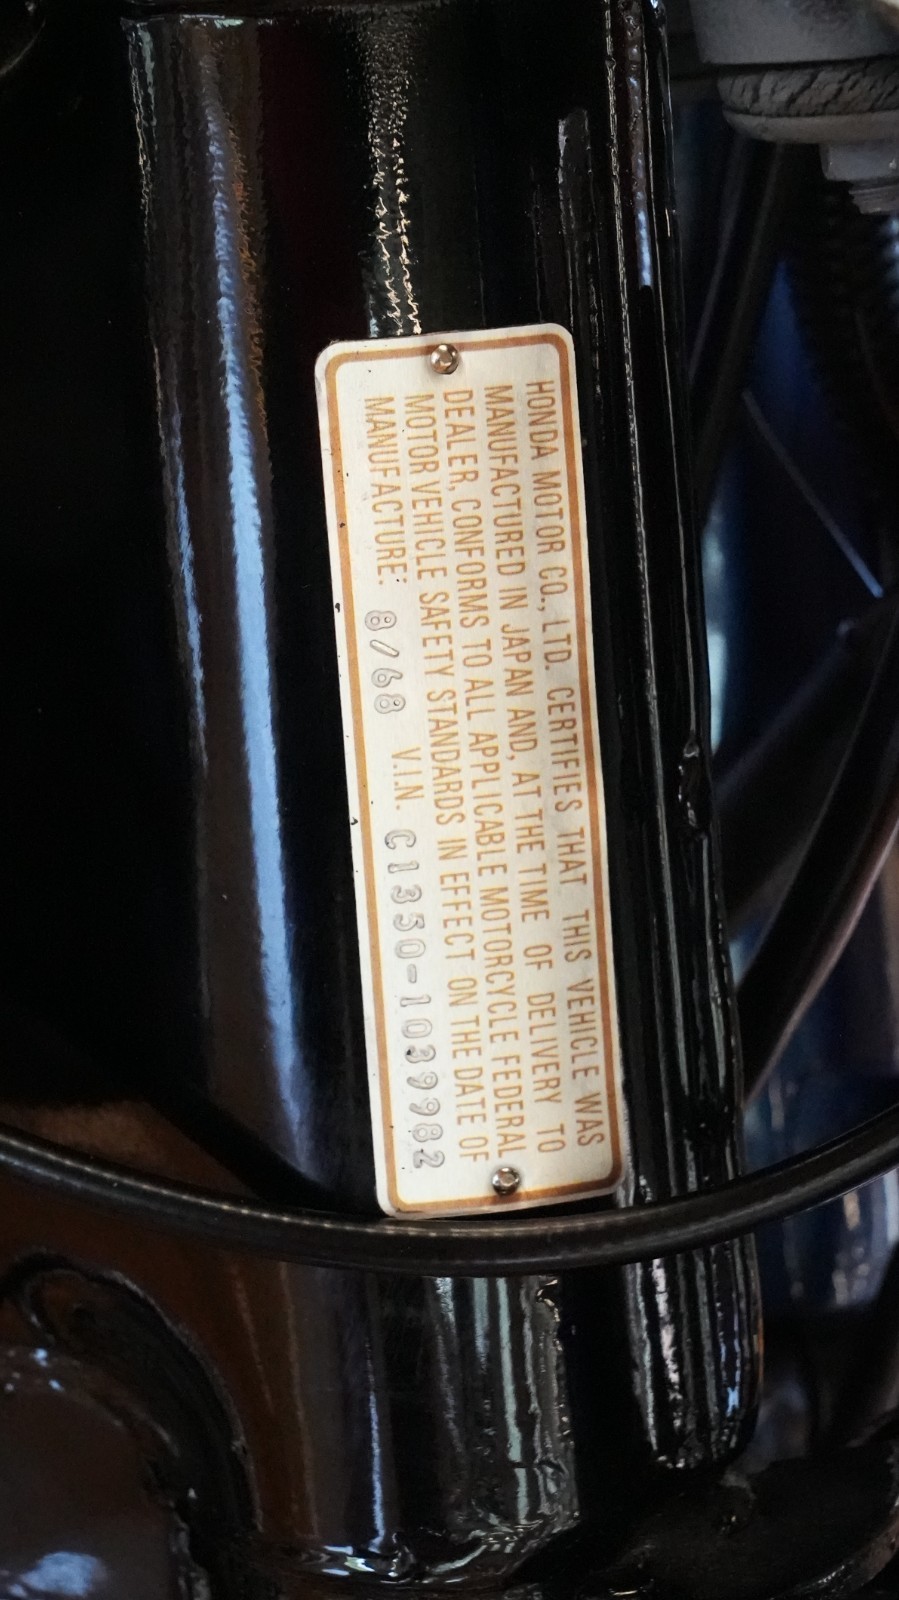 HONDA MOTOR CO., LTD. CERTIFIES THAT THIS VEHICLE WAS
MANUFACTURED IN JAPAN AND, AT THE TIME OF DELIVERY TO
DEALER, CONFORMS TO ALL APPLICABLE MOTORCYCLE FEDERAL
MOTOR VEHICLE SAFETY STANDARDS IN EFFECT ON THE DATE OF
MANUFACTURE: 8/68 V.I.N. C1350-1039982